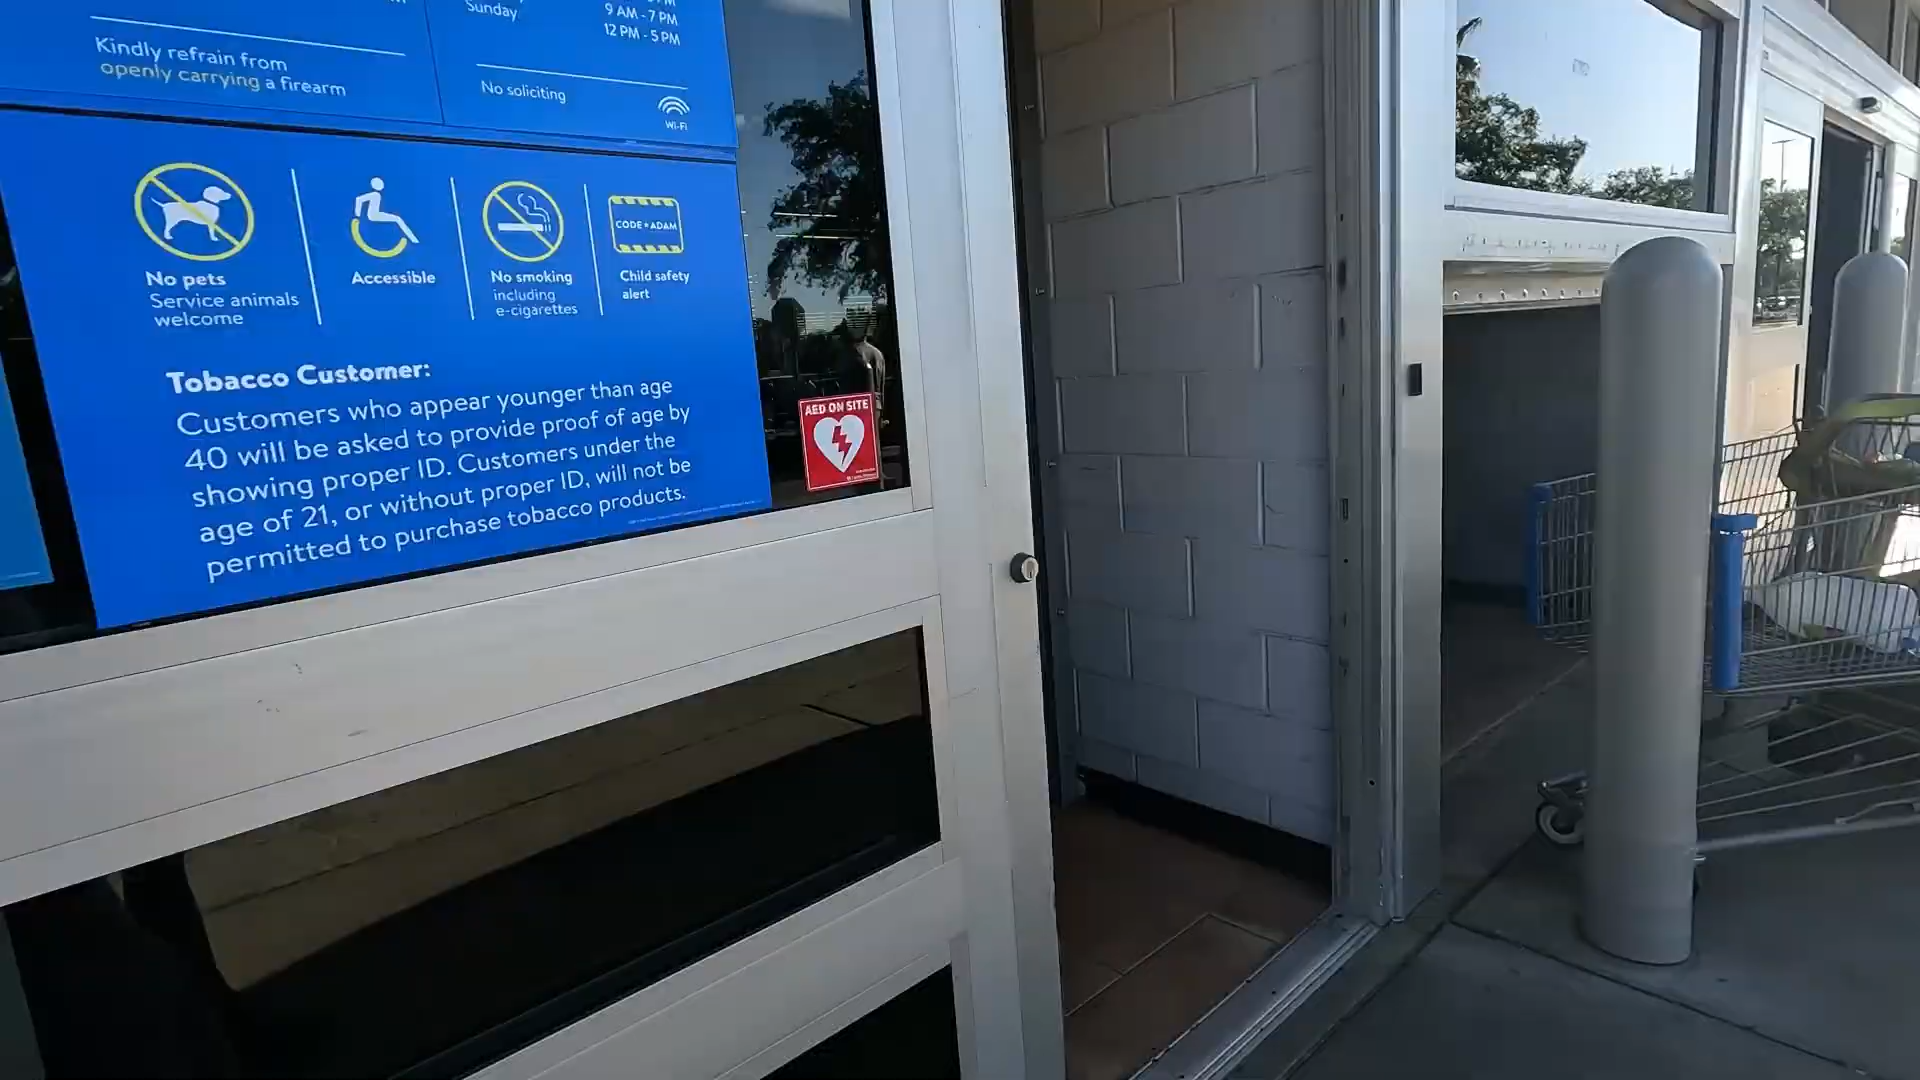 Kindly refrain from
openly carrying a firearm
Sunday
9 AM - 7 PM
12 PM - 5 PM
No soliciting
Wi-Fi
No pets
Service animals
welcome
Accessible
No smoking
including
e-cigarettes
CODE ADAM
Child safety
alert
Tobacco Customer:
Customers who appear younger than age
40 will be asked to provide proof of age by
showing proper ID. Customers under the
age of 21, or without proper ID, will not be
permitted to purchase tobacco products.
AED ON SITE